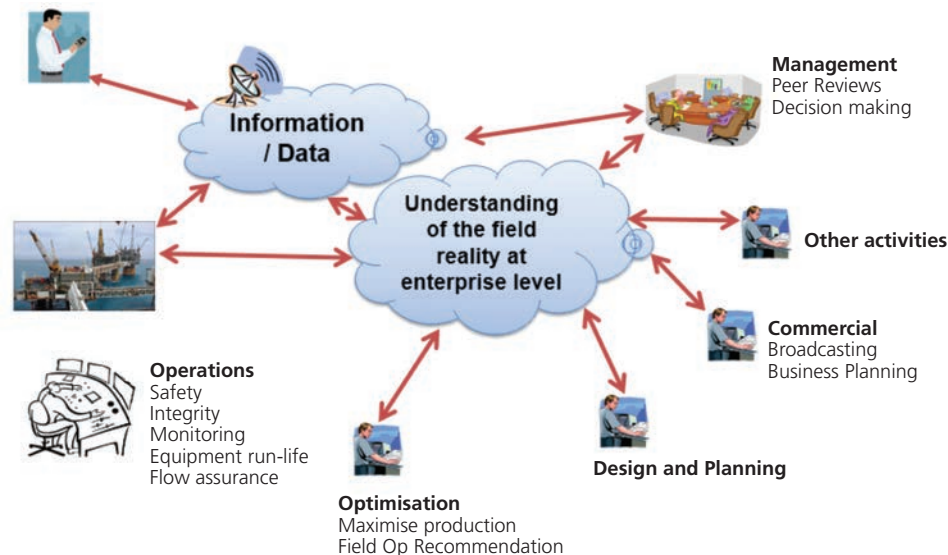 Information
/ Data
Management
Peer Reviews
Decision making
Understanding
of the field
reality at
enterprise level
Other activities
Commercial
Broadcasting
Business Planning
Operations
Safety
Integrity
Monitoring
Equipment run-life
Flow assurance
Design and Planning
Optimisation
Maximise production
Field Op Recommendation